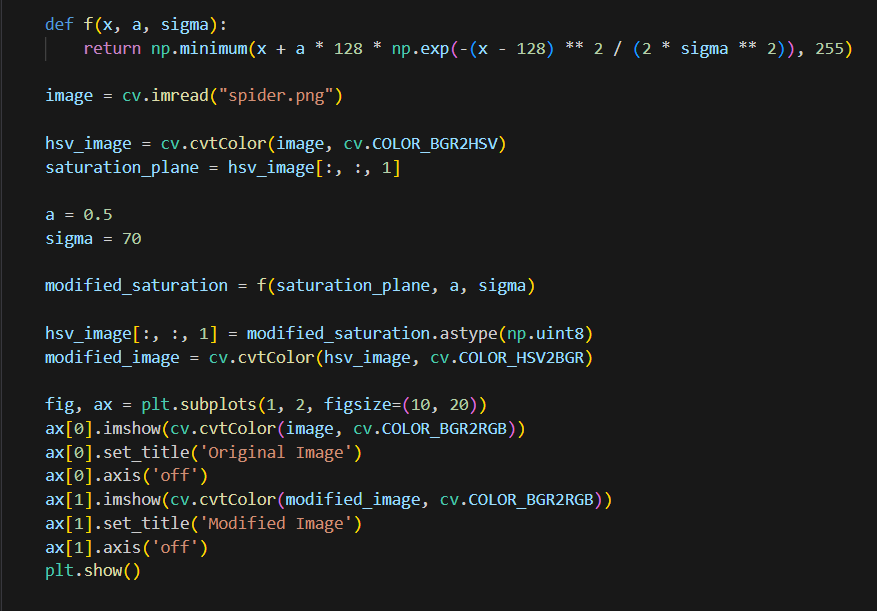 def f(x, a, sigma):
    return np.minimum(x + a * 128 * np.exp(-(x - 128) ** 2 / (2 * sigma ** 2)), 255)

image = cv.imread("spider.png")

hsv_image = cv.cvtColor(image, cv.COLOR_BGR2HSV)
saturation_plane = hsv_image[:, :, 1]

a = 0.5
sigma = 70

modified_saturation = f(saturation_plane, a, sigma)

hsv_image[:, :, 1] = modified_saturation.astype(np.uint8)
modified_image = cv.cvtColor(hsv_image, cv.COLOR_HSV2BGR)

fig, ax = plt.subplots(1, 2, figsize=(10, 20))
ax[0].imshow(cv.cvtColor(image, cv.COLOR_BGR2RGB))
ax[0].set_title('Original Image')
ax[0].axis('off')
ax[1].imshow(cv.cvtColor(modified_image, cv.COLOR_BGR2RGB))
ax[1].set_title('Modified Image')
ax[1].axis('off')
plt.show()